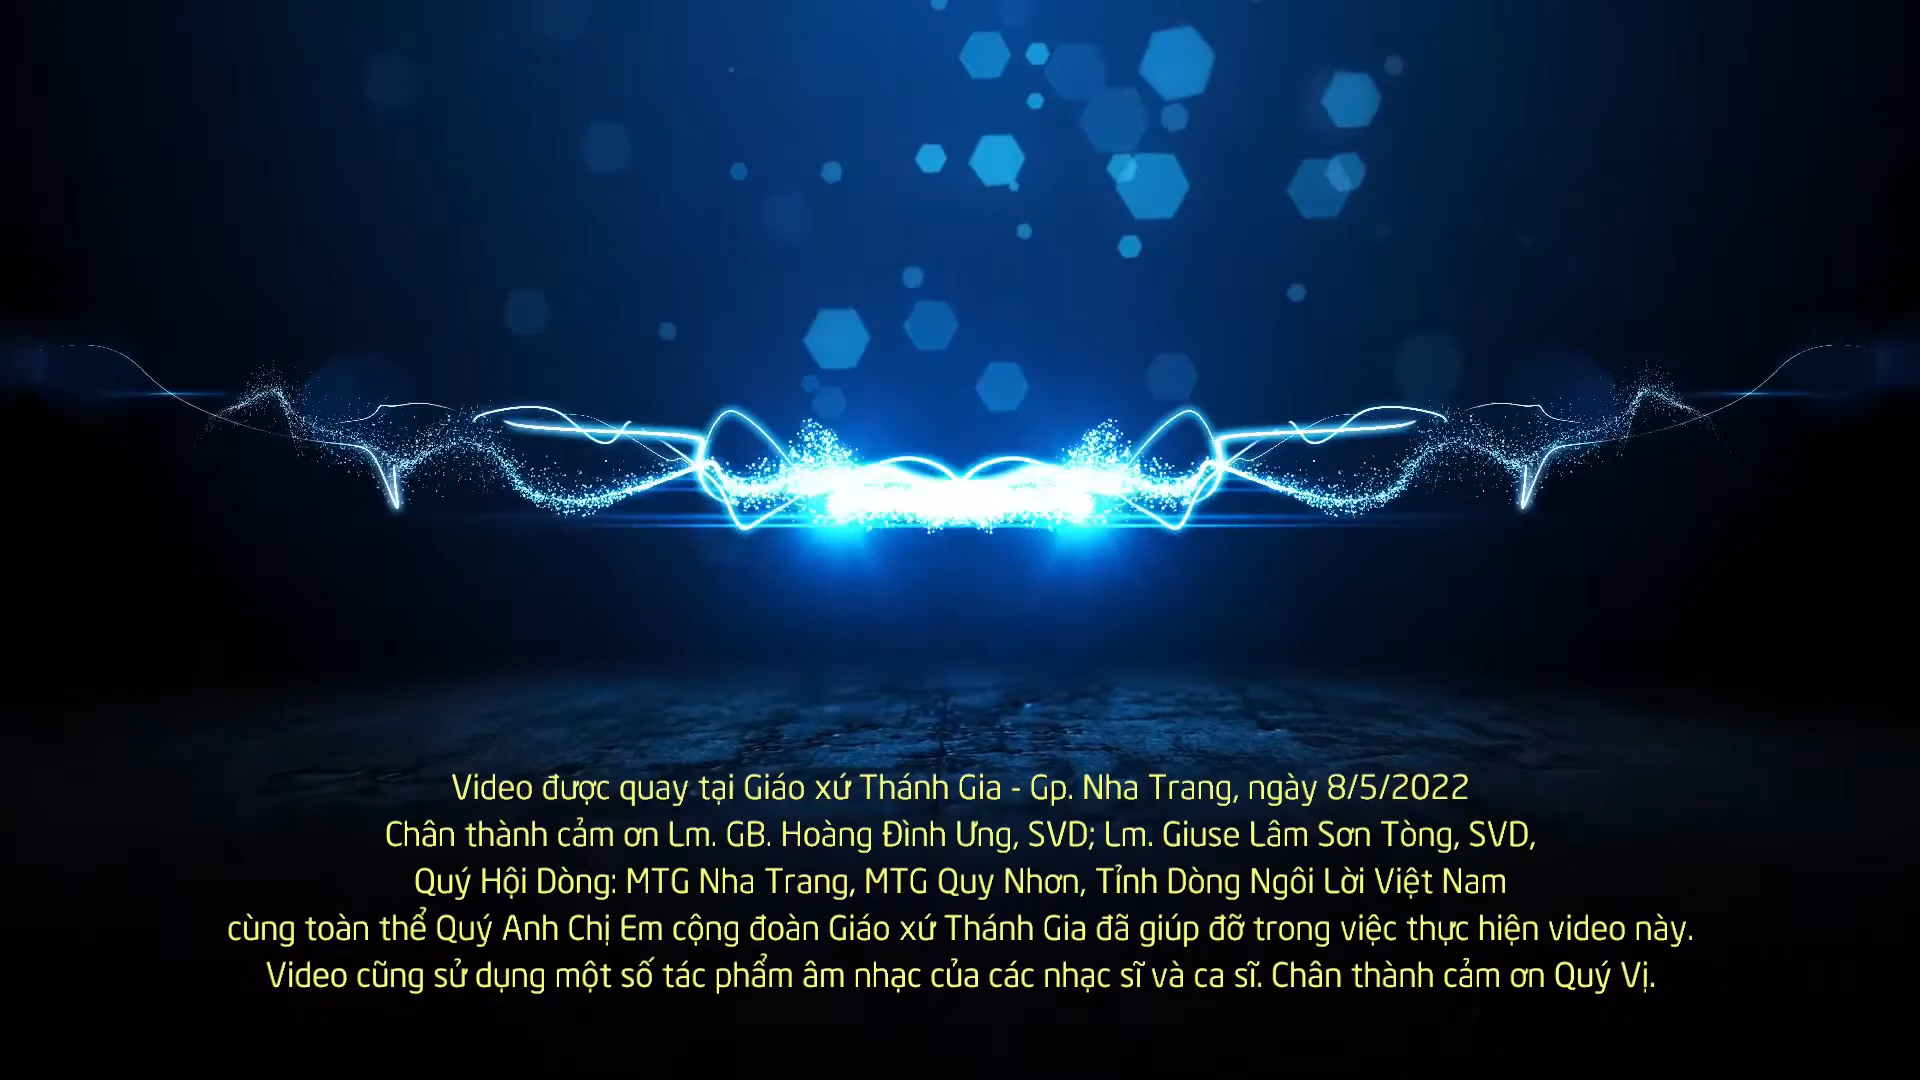 Video được quay tại Giáo xứ Thánh Gia - Gp. Nha Trang, ngày 8/5/2022
Chân thành cảm ơn Lm. GB. Hoàng Đình Ưng, SVD; Lm. Giuse Lâm Sơn Tòng, SVD,
Quý Hội Dòng: MTG Nha Trang, MTG Quy Nhơn, Tỉnh Dòng Ngôi Lời Việt Nam
cùng toàn thể Quý Anh Chị Em cộng đoàn Giáo xứ Thánh Gia đã giúp đỡ trong việc thực hiện video này.
Video cũng sử dụng một số tác phẩm âm nhạc của các nhạc sĩ và ca sĩ. Chân thành cảm ơn Quý Vị.